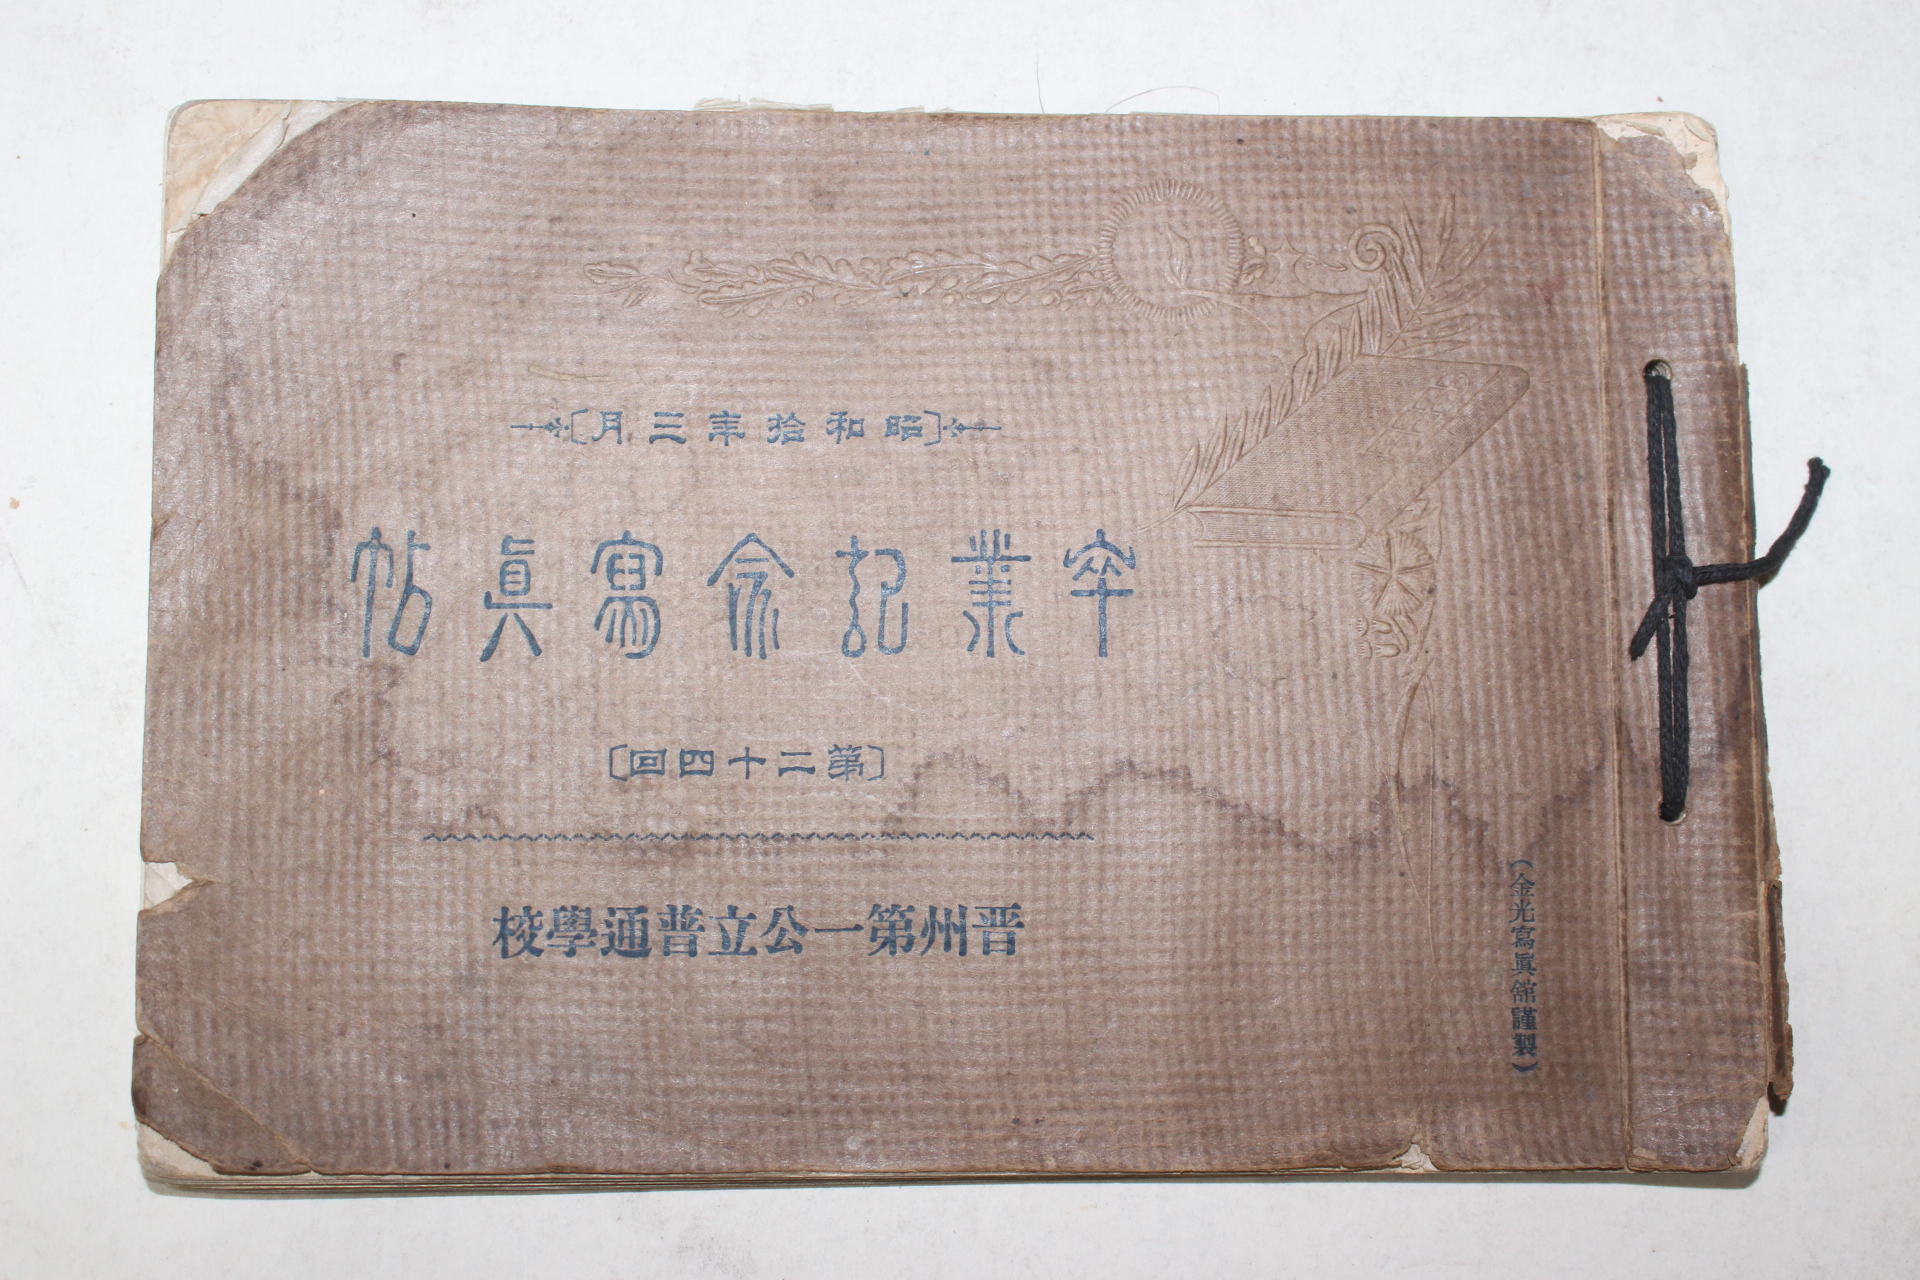 〔昭和拾年三月〕
卒業記念寫眞帖
〔第二十四回〕
晋州第一公立普通學校
(金光寫眞舘謹製)